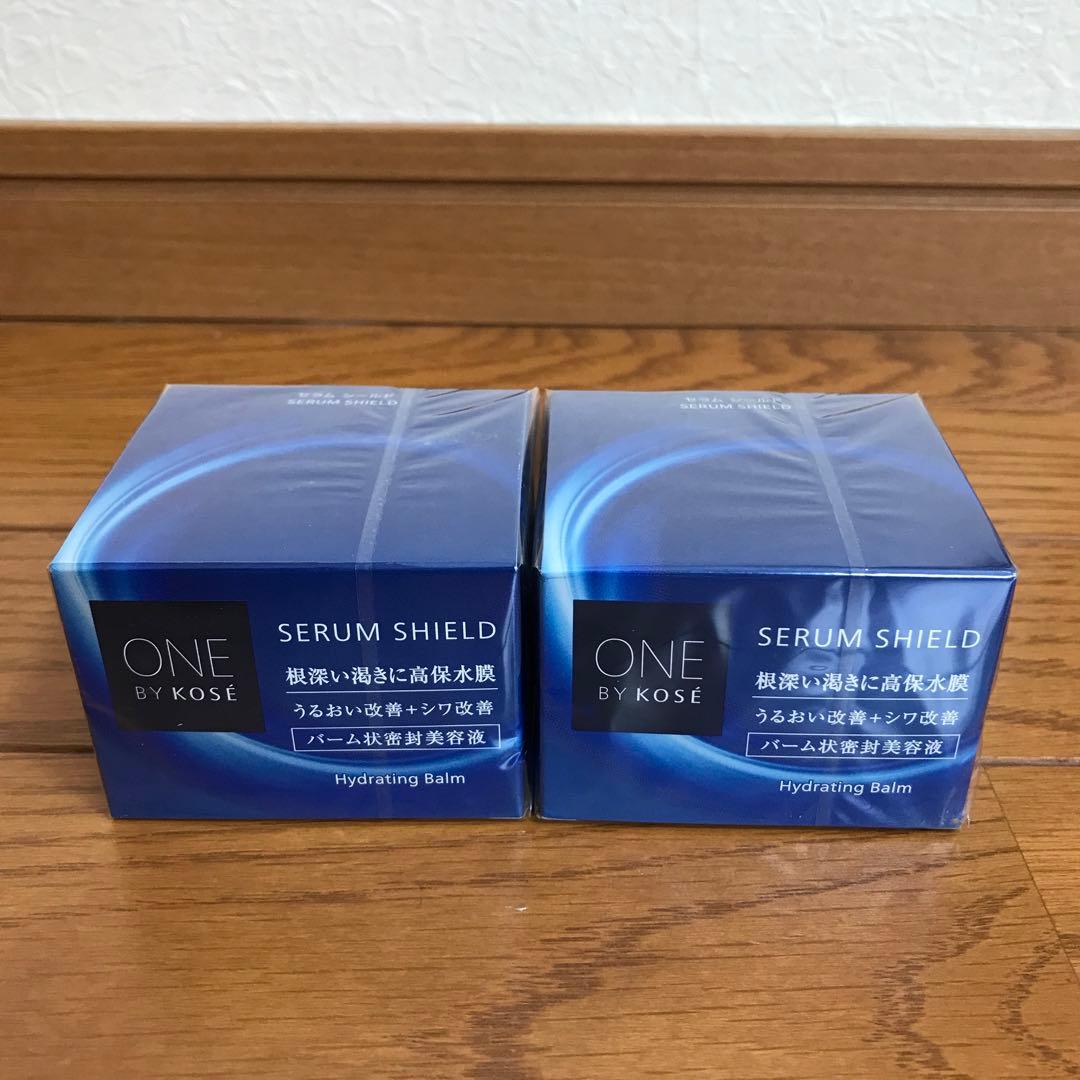 セラム シールド
SERUM SHIELD
ONE
BY KOSÉ
SERUM SHIELD
根深い渇きに高保水膜
うるおい改善+シワ改善
バーム状密封美容液
Hydrating Balm
セラム シールド
SERUM SHIELD
ONE
BY KOSÉ
SERUM SHIELD
根深い渇きに高保水膜
うるおい改善+シワ改善
バーム状密封美容液
Hydrating Balm